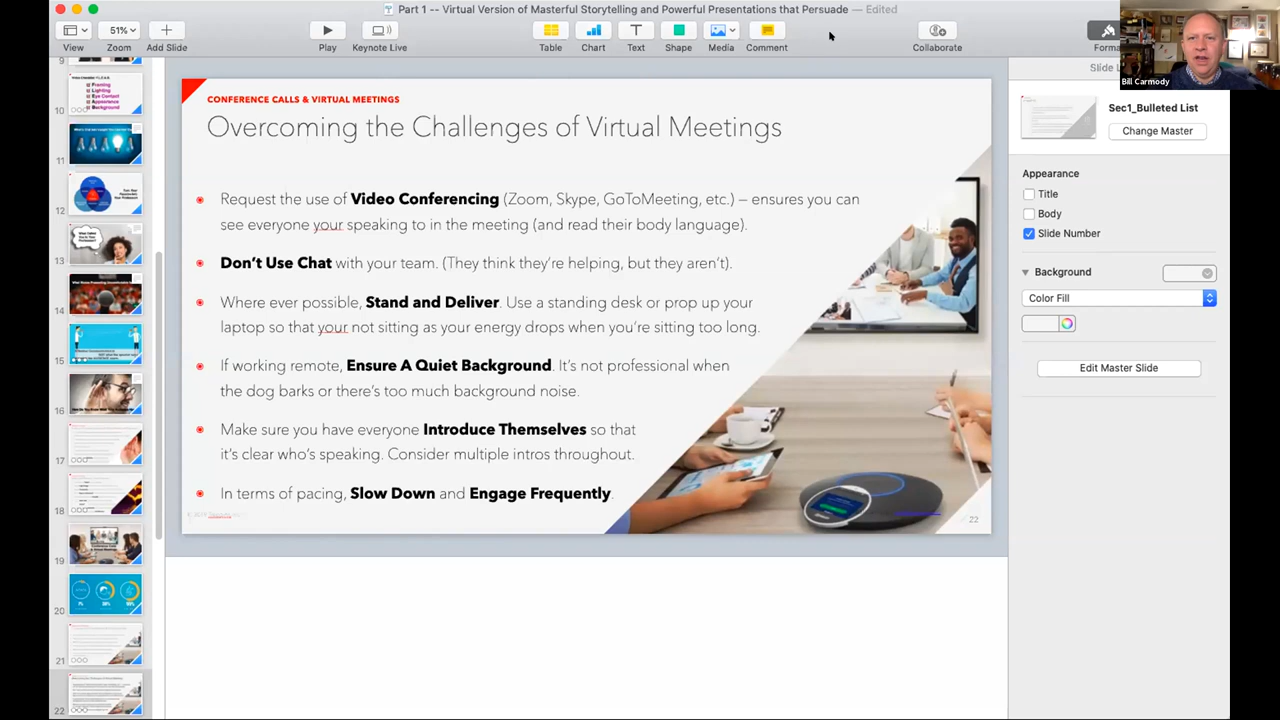 Part 1 -- Virtual Version of Masterful Storytelling and Powerful Presentations that Persuade — Edited
51%
View
Zoom
Add Slide
Play
Keynote Live
Table
Chart
Text
Shape
Media
Comment
Collaborate
Forma
Bill Carmody
Slide L
9
10
Framing
Lighting
Eye Contact
Appearance
Background
11
12
13
14
15
16
17
18
19
20
21
22
CONFERENCE CALLS & VIRTUAL MEETINGS
Overcoming the Challenges of Virtual Meetings
Request the use of Video Conferencing (Zoom, Skype, GoToMeeting, etc.) – ensures you can
see everyone your speaking to in the meeting (and read their body language).
Don't Use Chat with your team. (They think they're helping, but they aren't).
Where ever possible, Stand and Deliver. Use a standing desk or prop up your
laptop so that your not sitting as your energy drops when you're sitting too long.
If working remote, Ensure A Quiet Background. It's not professional when
the dog barks or there's too much background noise.
Make sure you have everyone Introduce Themselves so that
it's clear who's speaking. Consider multiple intros throughout.
In terms of pacing, Slow Down and Engage Frequently
22
Sec1_Bulleted List
Change Master
Appearance
Title
Body
Slide Number
Background
Color Fill
Edit Master Slide